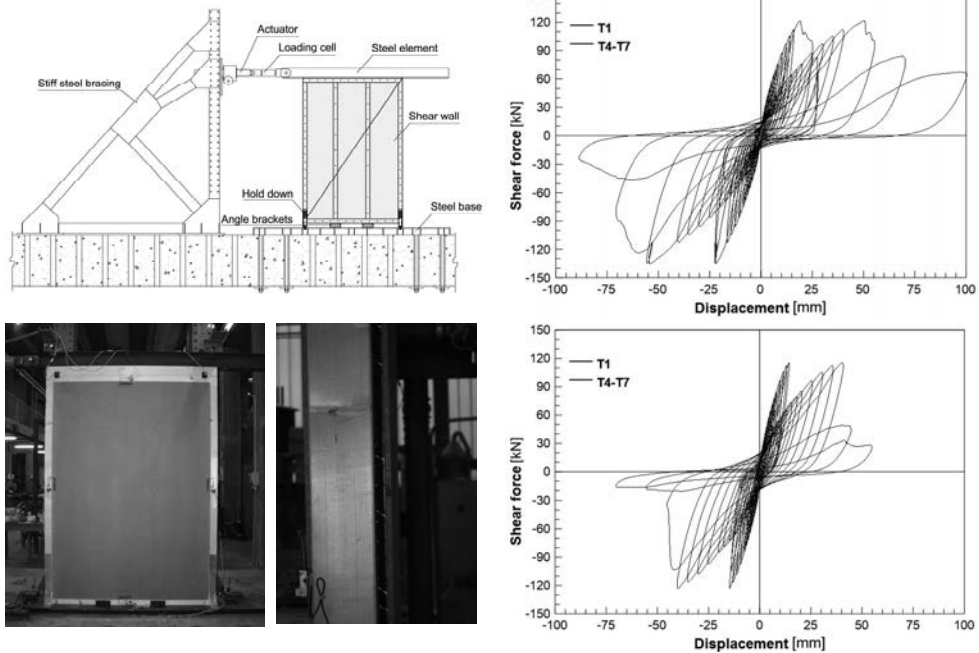 Actuator
Loading cell
Steel element
Stiff steel bracing
Shear wall
Hold down
Angle brackets
Steel base
Shear force [kN]
150
120
90
60
30
0
-30
-60
-90
-120
-150
T1
T4-T7
-100 -75 -50 -25 0 25 50 75 100
Displacement [mm]
Shear force [kN]
150
120
90
60
30
0
-30
-60
-90
-120
-150
T1
T4-T7
-100 -75 -50 -25 0 25 50 75 100
Displacement [mm]